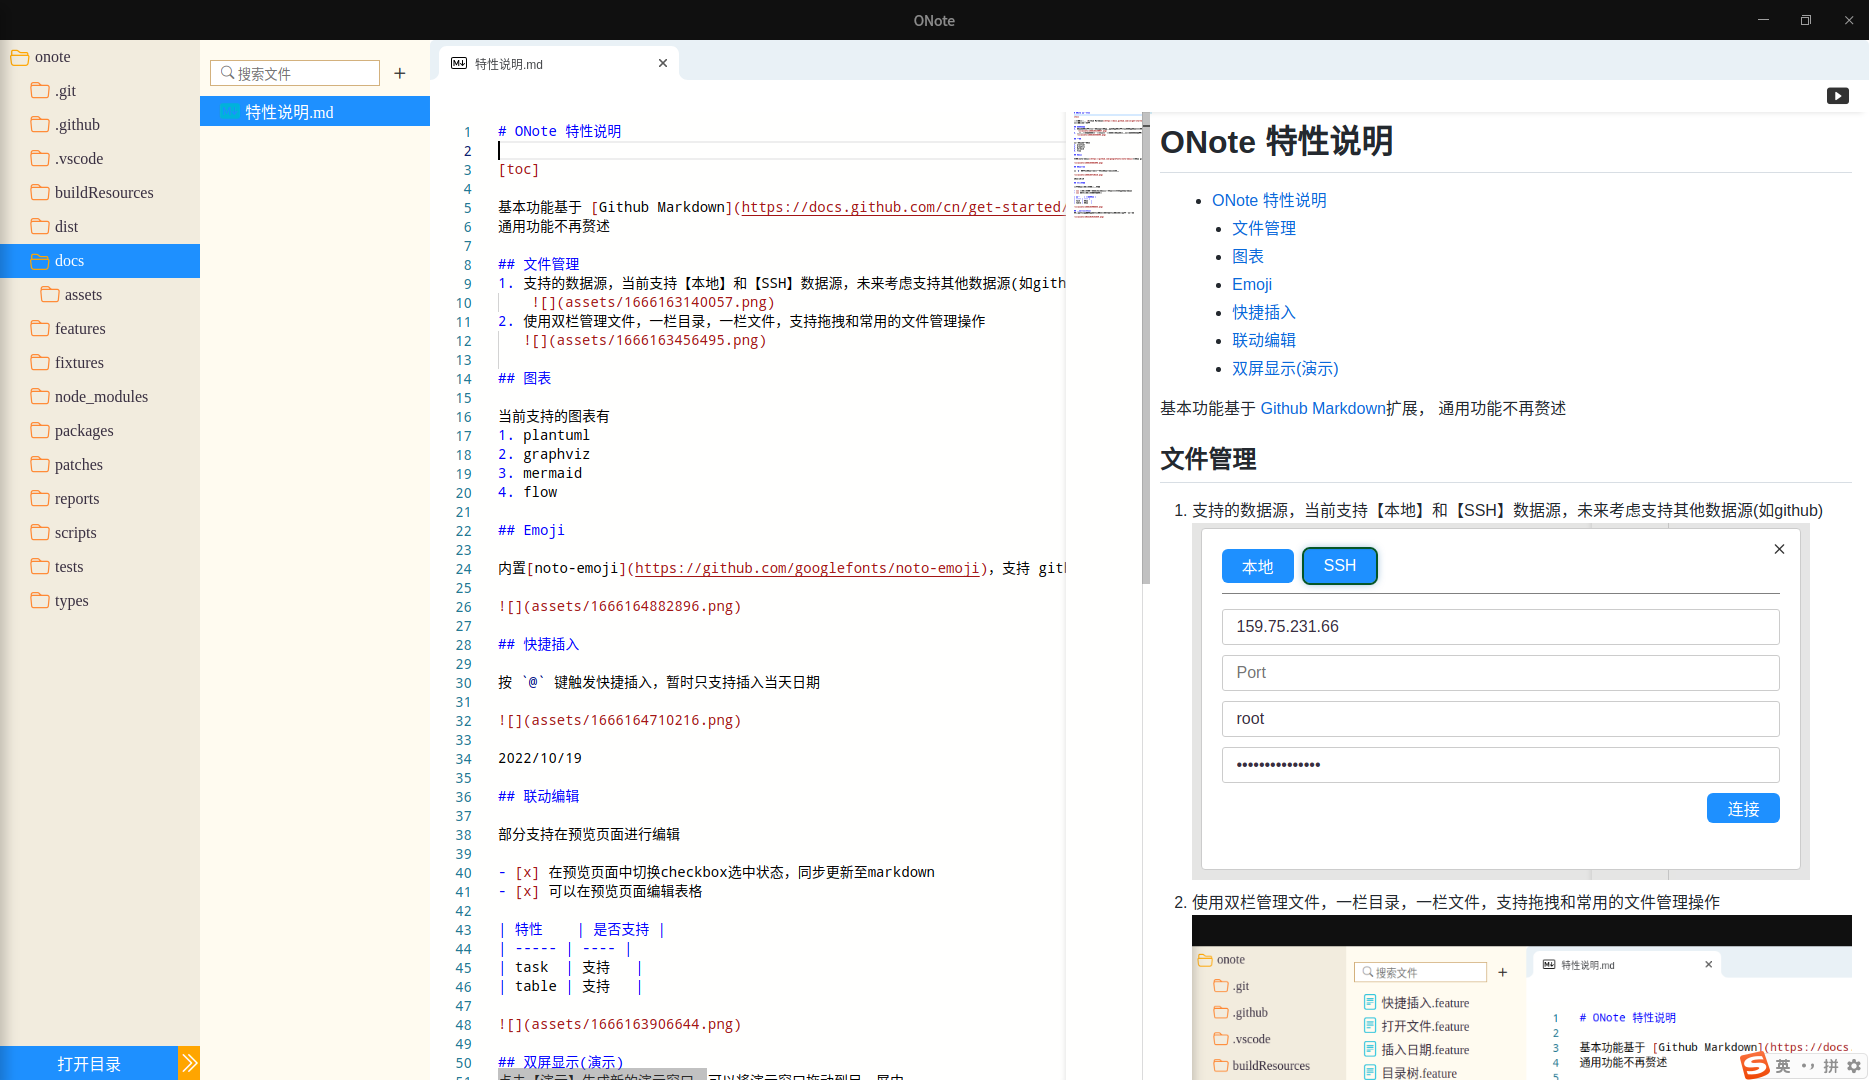 ONote
onote
.git
.github
.vscode
buildResources
dist
docs
assets
features
fixtures
node_modules
packages
patches
reports
scripts
tests
types
打开目录
搜索文件
特性说明.md
特性说明.md
1 # ONote 特性说明
2
3 [toc]
4
5 基本功能基于 [Github Markdown](https://docs.github.com/cn/get-started/
6 通用功能不再赘述
7
8 ## 文件管理
9 1. 支持的数据源，当前支持【本地】和【SSH】数据源，未来考虑支持其他数据源(如gith
10 ![](assets/1666163140057.png)
11 2. 使用双栏管理文件，一栏目录，一栏文件，支持拖拽和常用的文件管理操作
12 ![](assets/1666163456495.png)
13
14 ## 图表
15
16 当前支持的图表有
17 1. plantuml
18 2. graphviz
19 3. mermaid
20 4. flow
21
22 ## Emoji
23
24 内置[noto-emoji](https://github.com/googlefonts/noto-emoji)，支持 git
25
26 ![](assets/1666164882896.png)
27
28 ## 快捷插入
29
30 按 `@` 键触发快捷插入，暂时只支持插入当天日期
31
32 ![](assets/1666164710216.png)
33
34 2022/10/19
35
36 ## 联动编辑
37
38 部分支持在预览页面进行编辑
39
40 - [x] 在预览页面中切换checkbox选中状态，同步更新至markdown
41 - [x] 可以在预览页面编辑表格
42
43 | 特性 | 是否支持 |
44 | ----- | ---- |
45 | task | 支持 |
46 | table | 支持 |
47
48 ![](assets/1666163906644.png)
49
50 ## 双屏显示(演示)
ONote 特性说明
• ONote 特性说明
• 文件管理
• 图表
• Emoji
• 快捷插入
• 联动编辑
• 双屏显示(演示)
基本功能基于 Github Markdown扩展， 通用功能不再赘述
文件管理
1. 支持的数据源，当前支持【本地】和【SSH】数据源，未来考虑支持其他数据源(如github)
本地 SSH
159.75.231.66
Port
root
•••••••••••••••
连接
2. 使用双栏管理文件，一栏目录，一栏文件，支持拖拽和常用的文件管理操作
onote
.git
.github
.vscode
buildResources
搜索文件
快捷插入.feature
打开文件.feature
插入日期.feature
目录树.feature
特性说明.md
1 # ONote 特性说明
2
3 基本功能基于 [Github Markdown](https://docs
4 通用功能不再赘述
5
英 拼